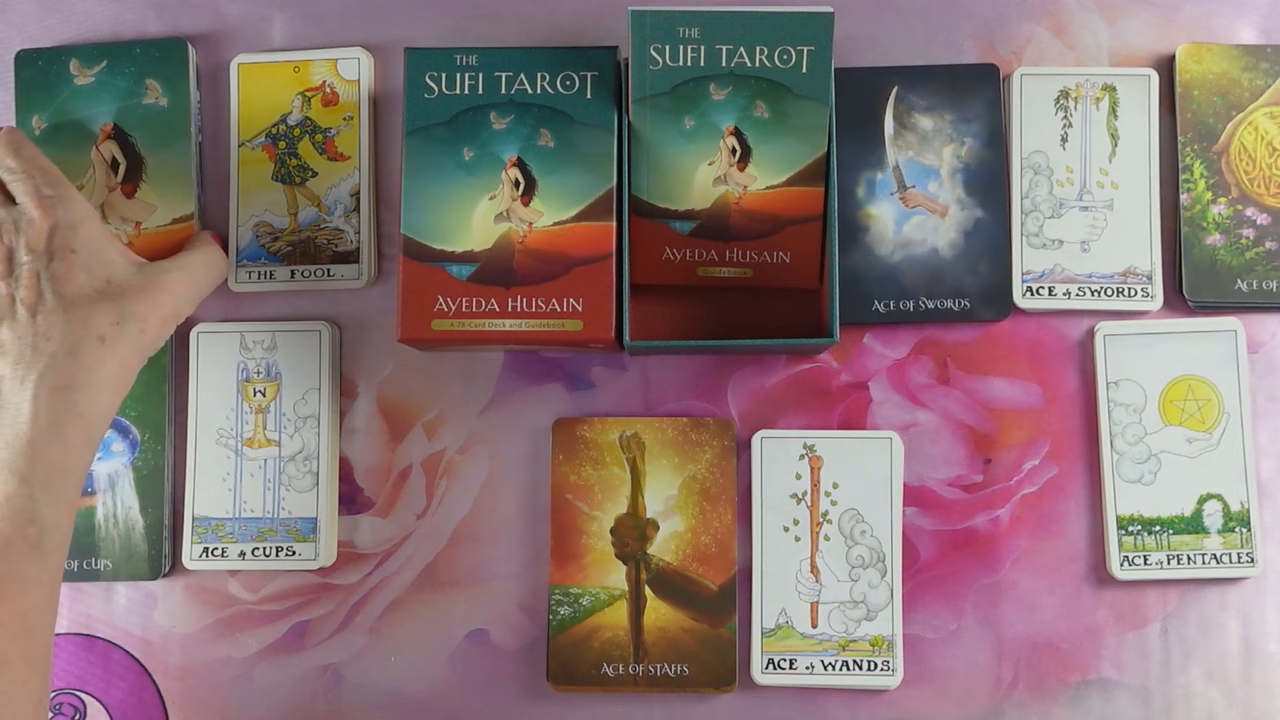 THE FOOL.
THE
SUFI TAROT
AYEDA HUSAIN
A 78-Card Deck and Guidebook
THE
SUFI TAROT
AYEDA HUSAIN
Guidebook
ACE OF SWORDS
ACE of SWORDS.
ACE OF
OF CUPS
ACE of CUPS.
ACE OF STAFFS
ACE of WANDS.
ACE of PENTACLES